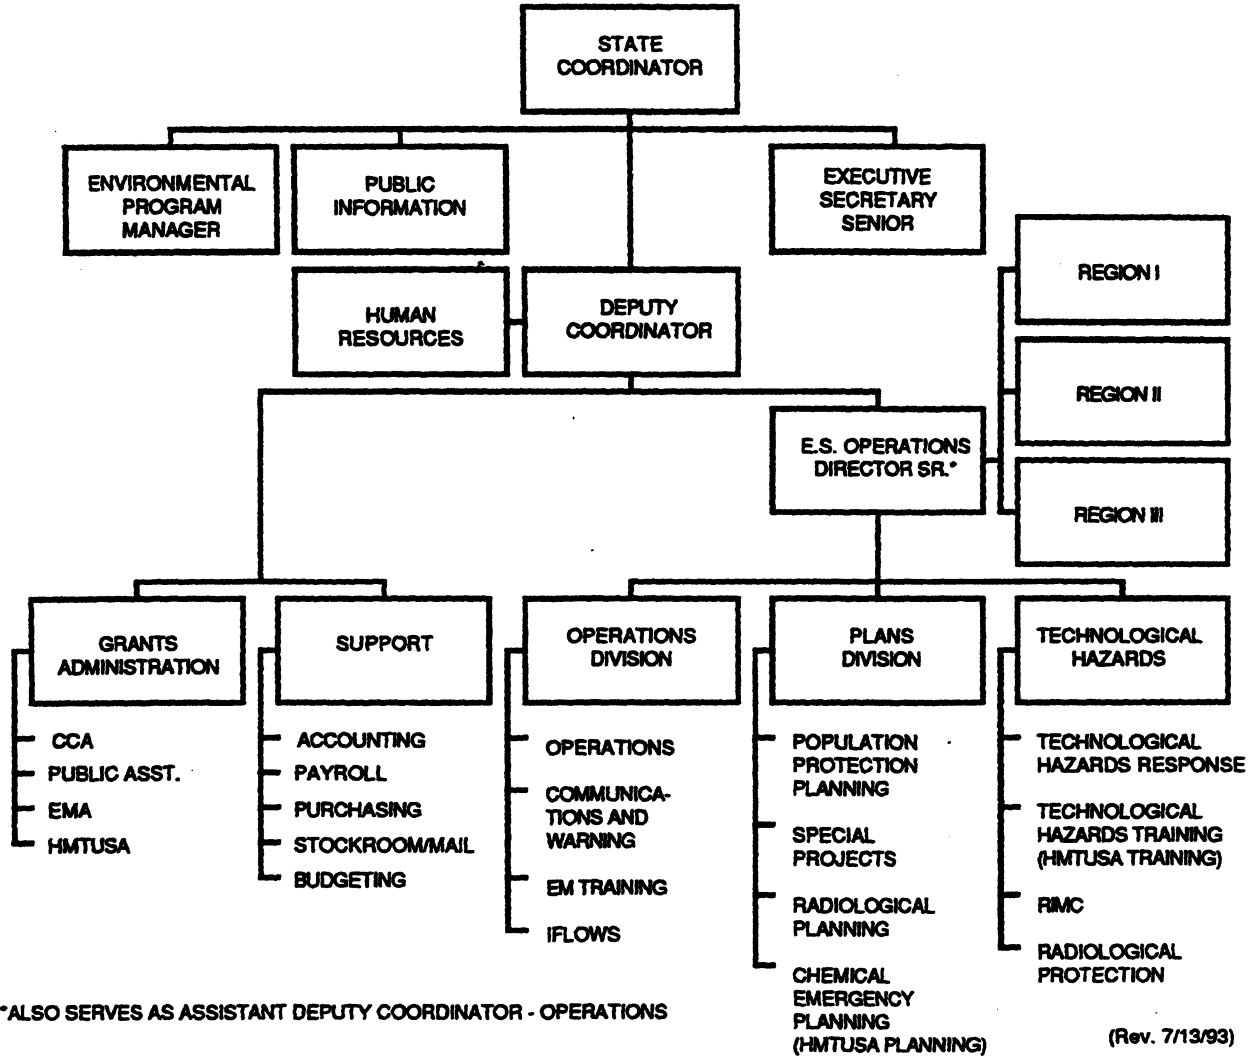 STATE
COORDINATOR
ENVIRONMENTAL
PROGRAM
MANAGER
PUBLIC
INFORMATION
EXECUTIVE
SECRETARY
SENIOR
HUMAN
RESOURCES
DEPUTY
COORDINATOR
REGION I
REGION II
REGION III
E.S. OPERATIONS
DIRECTOR SR.*
GRANTS
ADMINISTRATION
CCA
PUBLIC ASST.
EMA
HMTUSA
SUPPORT
ACCOUNTING
PAYROLL
PURCHASING
STOCKROOM/MAIL
BUDGETING
OPERATIONS
DIVISION
OPERATIONS
COMMUNICA-
TIONS AND
WARNING
EM TRAINING
IFLOWS
PLANS
DIVISION
POPULATION
PROTECTION
PLANNING
SPECIAL
PROJECTS
RADIOLOGICAL
PLANNING
CHEMICAL
EMERGENCY
PLANNING
(HMTUSA PLANNING)
TECHNOLOGICAL
HAZARDS
TECHNOLOGICAL
HAZARDS RESPONSE
TECHNOLOGICAL
HAZARDS TRAINING
(HMTUSA TRAINING)
RIMC
RADIOLOGICAL
PROTECTION
*ALSO SERVES AS ASSISTANT DEPUTY COORDINATOR - OPERATIONS
(Rev. 7/13/93)